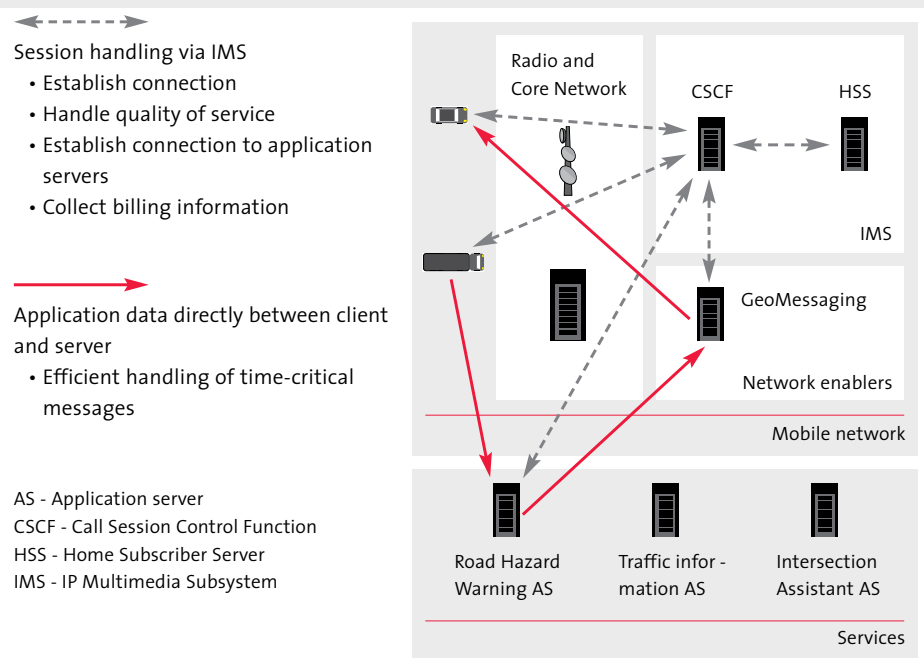 Session handling via IMS
• Establish connection
• Handle quality of service
• Establish connection to application
servers
• Collect billing information
Application data directly between client
and server
• Efficient handling of time-critical
messages
AS - Application server
CSCF - Call Session Control Function
HSS - Home Subscriber Server
IMS - IP Multimedia Subsystem
Radio and
Core Network
CSCF
HSS
IMS
GeoMessaging
Network enablers
Mobile network
Road Hazard
Warning AS
Traffic infor -
mation AS
Intersection
Assistant AS
Services